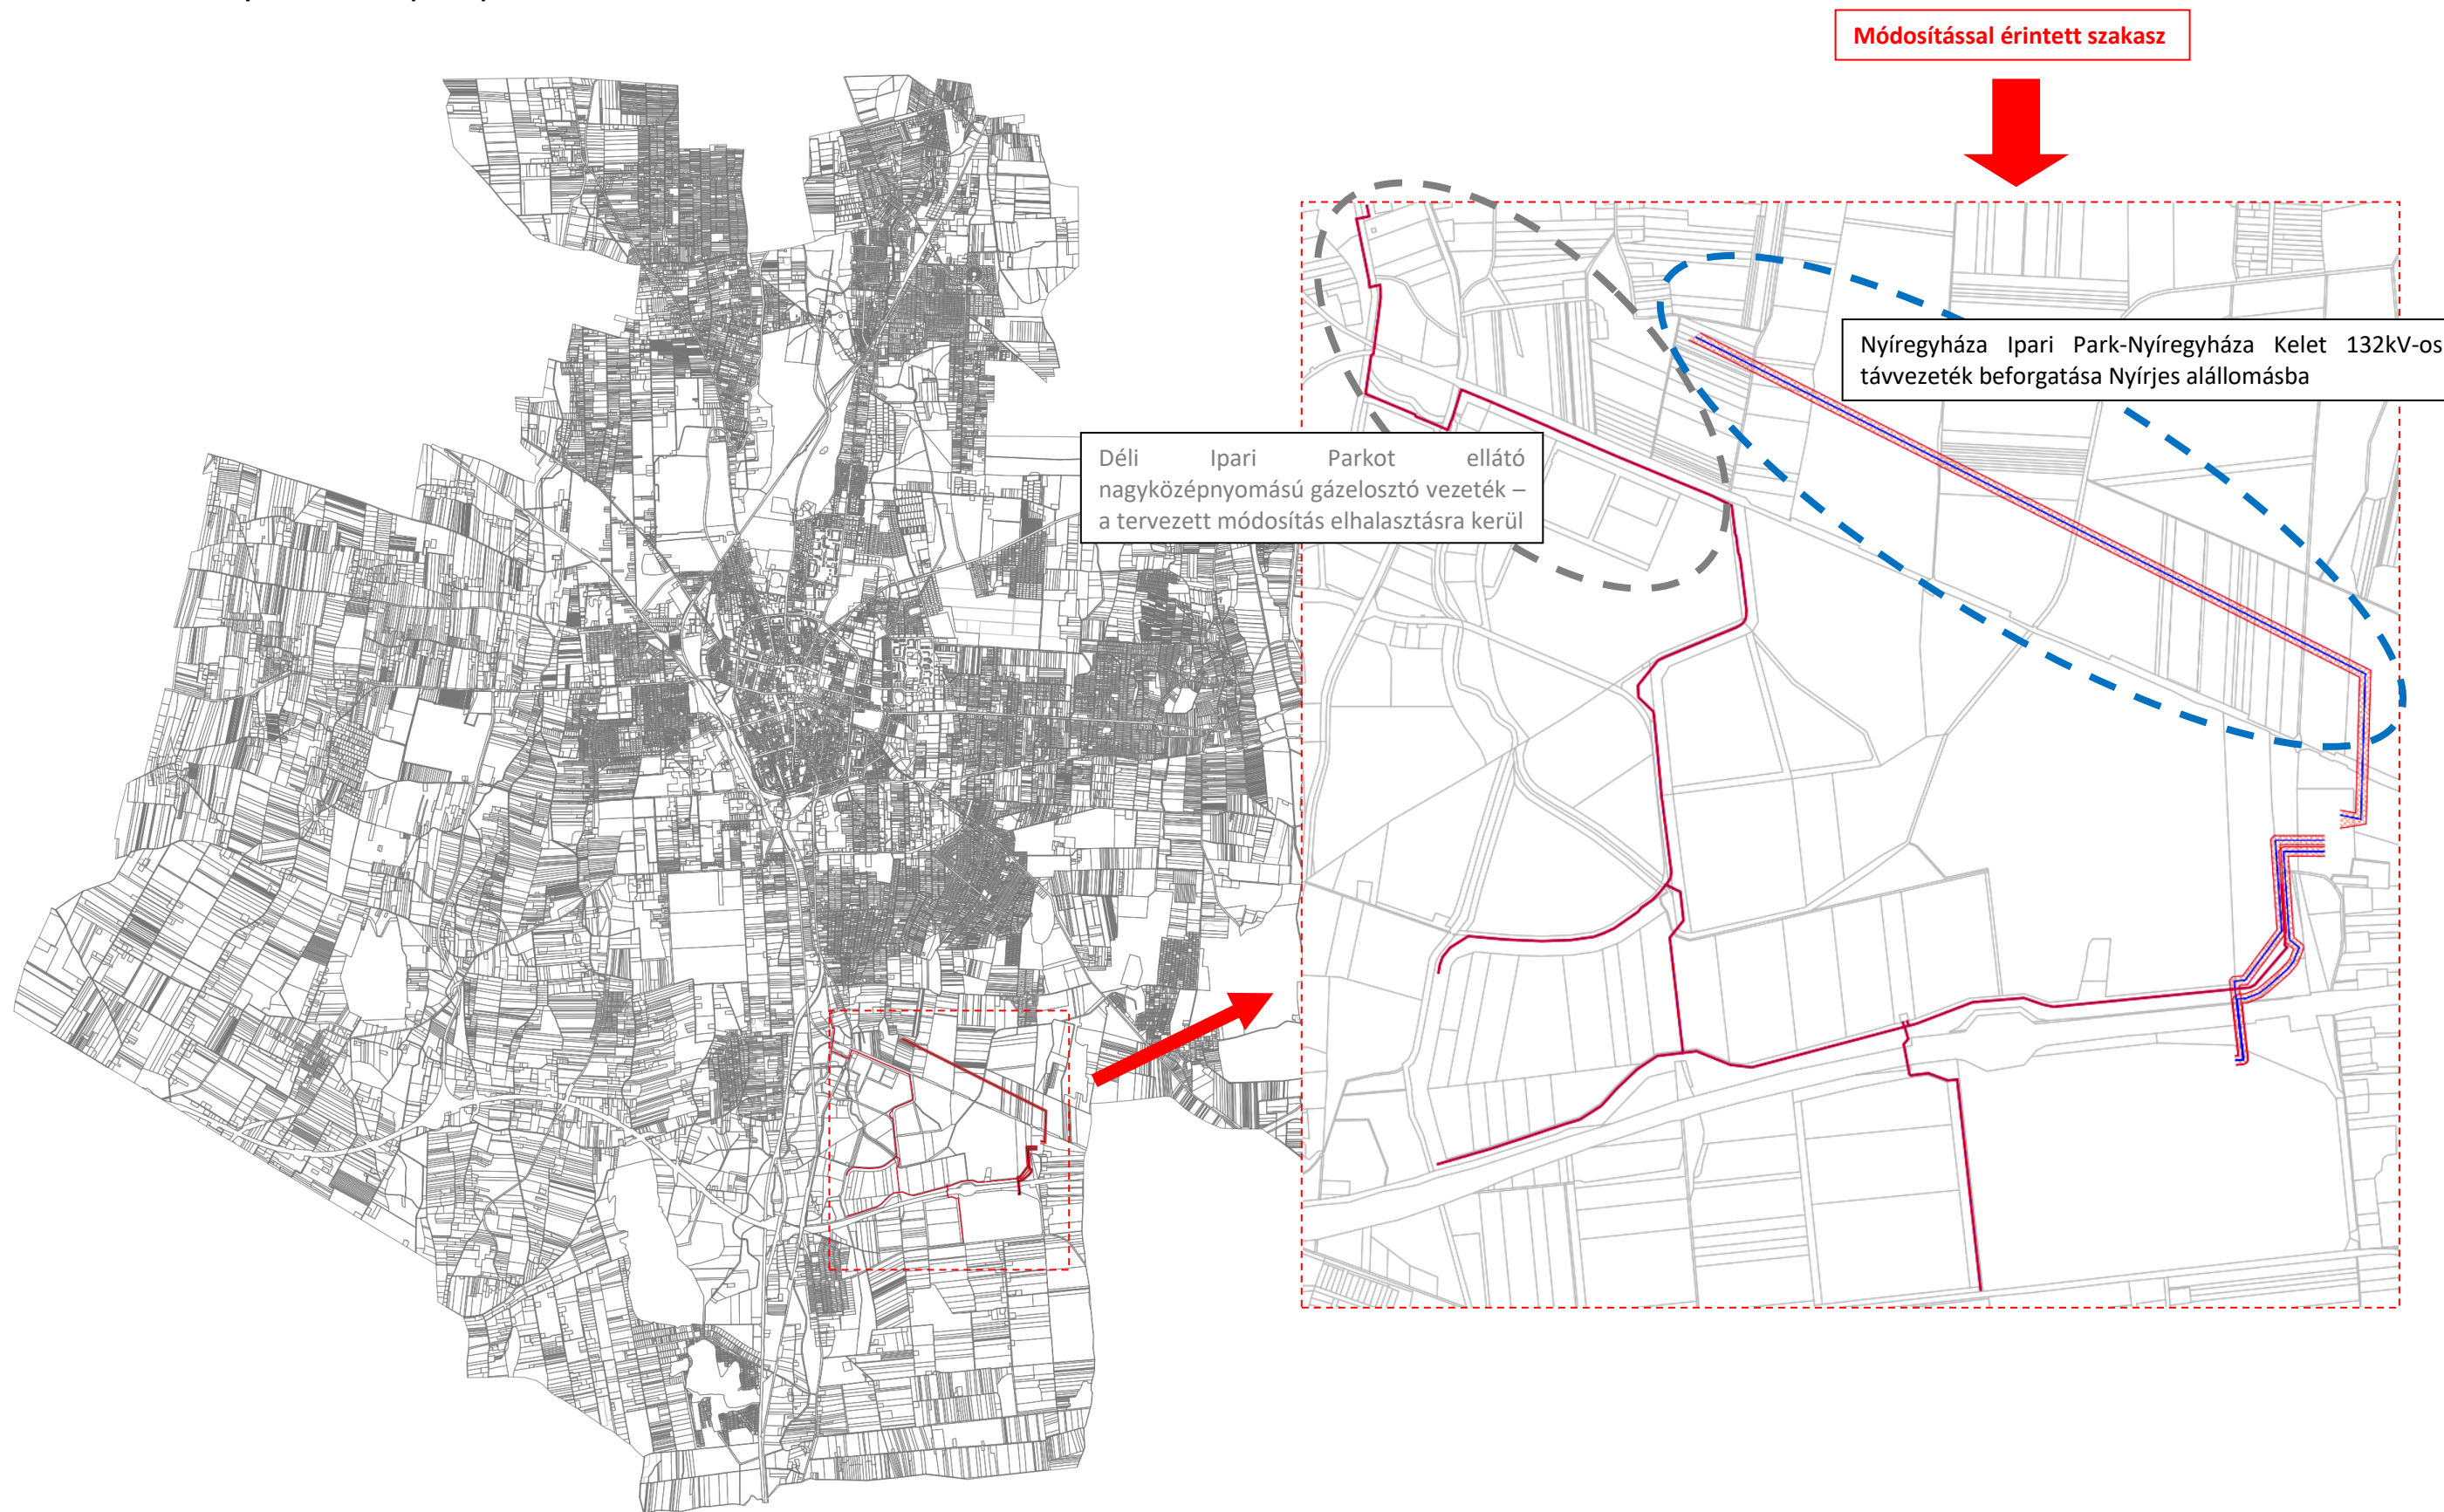 Módosítással érintett szakasz
Nyíregyháza Ipari Park-Nyíregyháza Kelet 132kV-os
távvezeték beforgatása Nyírjes alállomásba
Déli Ipari Parkot ellátó
nagyközépnyomású gázelosztó vezeték –
a tervezett módosítás elhalasztásra kerül